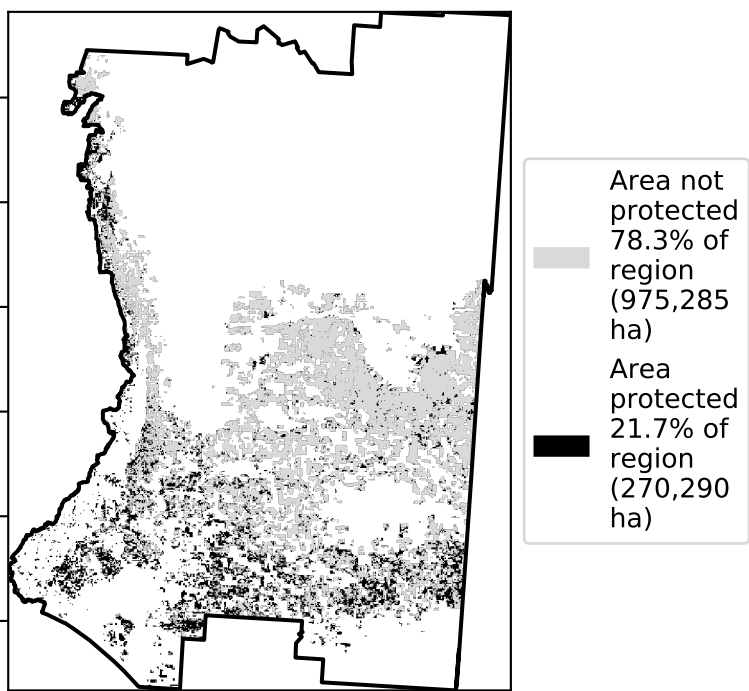 Area not
protected
78.3% of
region
(975,285
ha)
Area
protected
21.7% of
region
(270,290
ha)